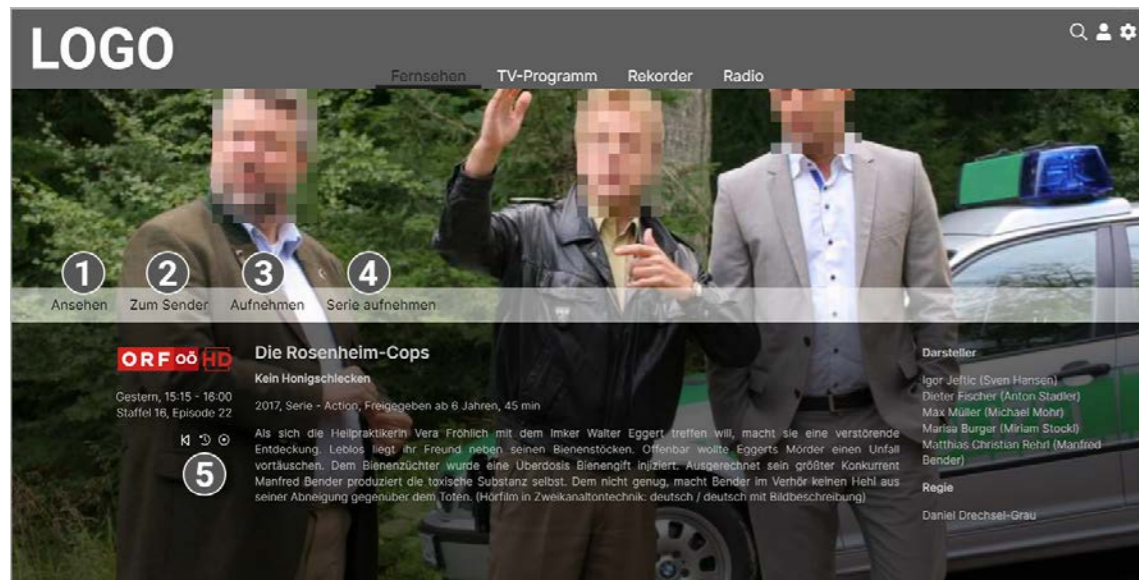 LOGO
Fernsehen TV-Programm Rekorder Radio
1 2 3 4
Ansehen Zum Sender Aufnehmen Serie aufnehmen
ORF OÖ HD
Gestern, 15:15 - 16:00
Staffel 16, Episode 22
5
Die Rosenheim-Cops
Kein Honigschlecken
2017, Serie - Action, Freigegeben ab 6 Jahren, 45 min
Als sich die Heilpraktikerin Vera Fröhlich mit dem Imker Walter Eggert treffen will, macht sie eine verstörende
Entdeckung. Leblos liegt ihr Freund neben seinen Bienenstöcken. Offenbar wollte Eggerts Mörder einen Unfall
vortäuschen. Dem Bienenzüchter wurde eine Überdosis Bienengift injiziert. Ausgerechnet sein größter Konkurrent
Manfred Bender produziert die toxische Substanz selbst. Dem nicht genug, macht Bender im Verhör keinen Hehl aus
seiner Abneigung gegenüber dem Toten. (Hörfilm in Zweikanaltontechnik: deutsch / deutsch mit Bildbeschreibung)
Darsteller
Igor Jeftic (Sven Hansen)
Dieter Fischer (Anton Stadler)
Max Müller (Michael Mohr)
Marisa Burger (Miriam Stockl)
Matthias Christian Rehrl (Manfred
Bender)
Regie
Daniel Drechsel-Grau